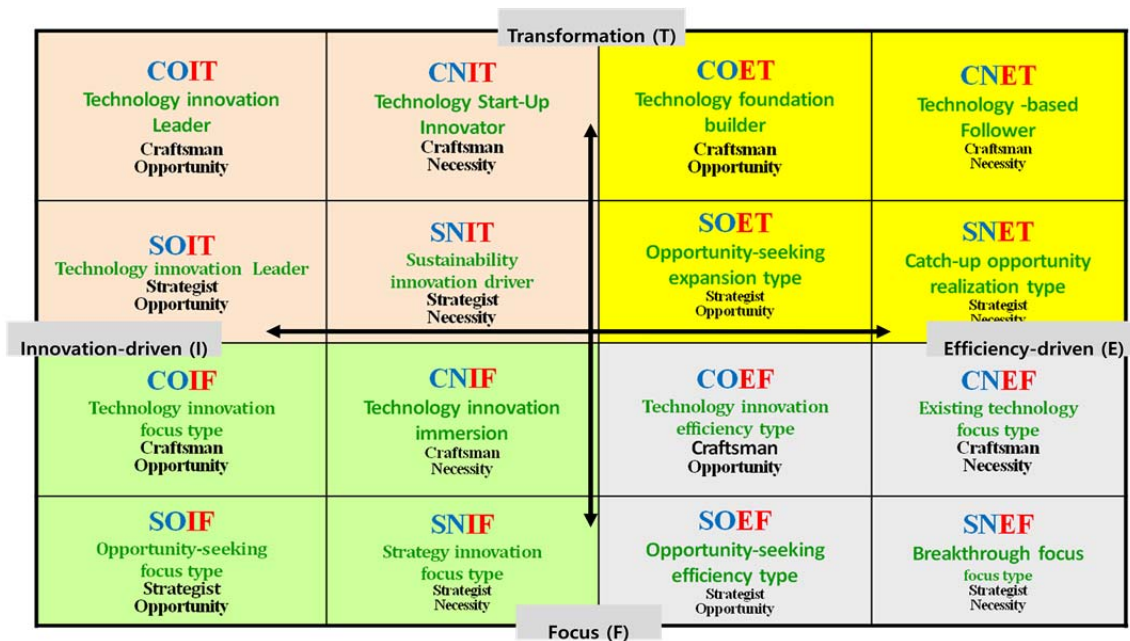 Transformation (T)
COIT
Technology innovation
Leader
Craftsman
Opportunity
CNIT
Technology Start-Up
Innovator
Craftsman
Necessity
COET
Technology foundation
builder
Craftsman
Opportunity
CNET
Technology -based
Follower
Craftsman
Necessity
SOIT
Technology innovation Leader
Strategist
Opportunity
SNIT
Sustainability
innovation driver
Strategist
Necessity
SOET
Opportunity-seeking
expansion type
Strategist
Opportunity
SNET
Catch-up opportunity
realization type
Strategist
Necessity
Innovation-driven (I)
Efficiency-driven (E)
COIF
Technology innovation
focus type
Craftsman
Opportunity
CNIF
Technology innovation
immersion
Craftsman
Necessity
COEF
Technology innovation
efficiency type
Craftsman
Opportunity
CNEF
Existing technology
focus type
Craftsman
Necessity
SOIF
Opportunity-seeking
focus type
Strategist
Opportunity
SNIF
Strategy innovation
focus type
Strategist
Necessity
SOEF
Opportunity-seeking
efficiency type
Strategist
Opportunity
SNEF
Breakthrough focus
focus type
Strategist
Necessity
Focus (F)